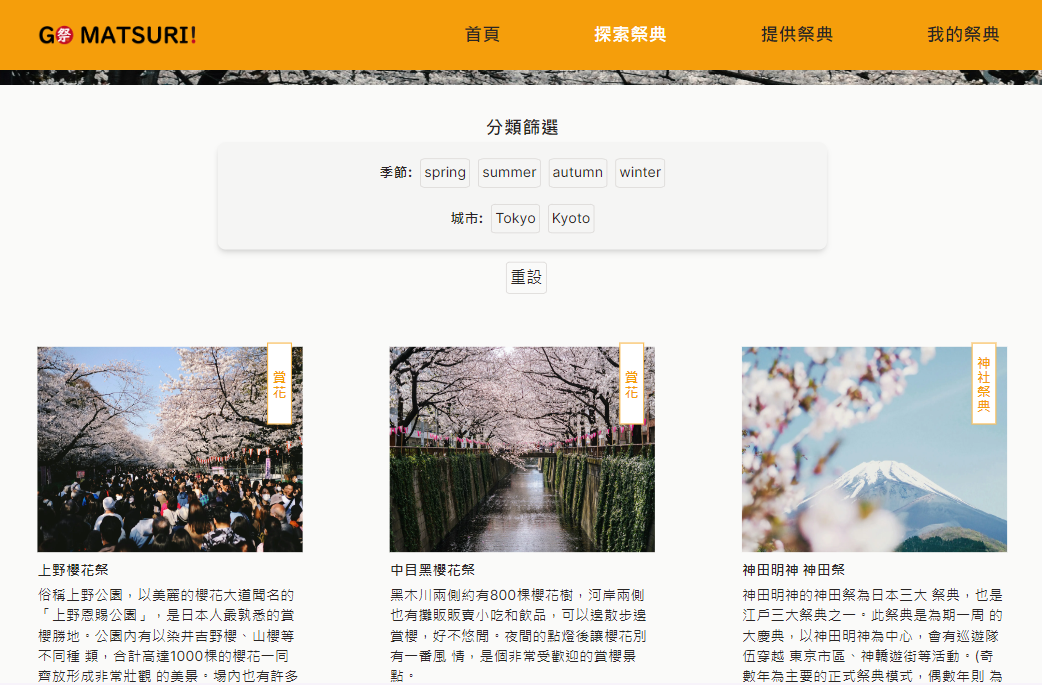 G祭 MATSURI!
首頁 探索祭典 提供祭典 我的祭典
分類篩選
季節: spring summer autumn winter
城市: Tokyo Kyoto
重設
賞花
上野櫻花祭
俗稱上野公園，以美麗的櫻花大道聞名的
「上野恩賜公園」，是日本人最孰悉的賞
櫻勝地。公園內有以染井吉野櫻、山櫻等
不同種 類，合計高達1000棵的櫻花一同
齊放形成非常壯觀 的美景。場內也有許多
賞花
中目黑櫻花祭
黑木川兩側約有800棵櫻花樹，河岸兩側
也有攤販販賣小吃和飲品，可以邊散步邊
賞櫻，好不悠閒。夜間的點燈後讓櫻花別
有一番風 情，是個非常受歡迎的賞櫻景
點。
神社祭典
神田明神 神田祭
神田明神的神田祭為日本三大 祭典，也是
江戶三大祭典之一。此祭典是為期一周 的
大慶典，以神田明神為中心，會有巡遊隊
伍穿越 東京市區、神轎遊街等活動。(奇
數年為主要的正式祭典模式，偶數年則 為